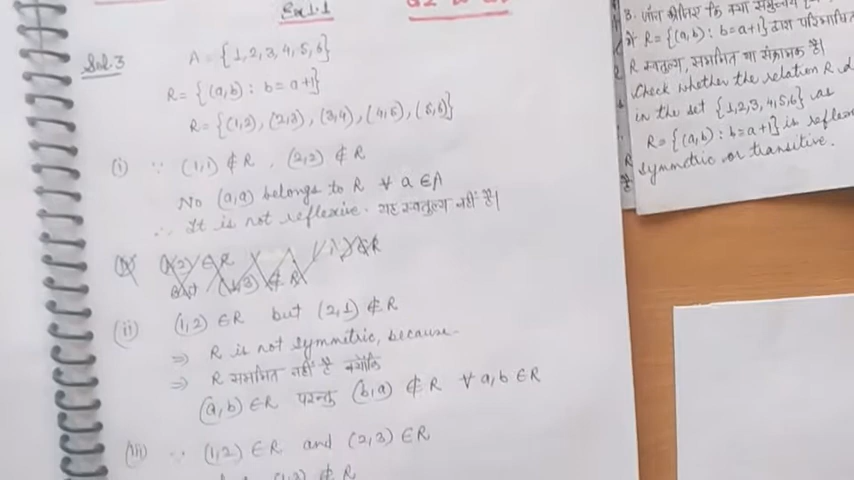 Ex 1.1
Sol.3
A = {1,2,3,4,5,6}
R = {(a,b) : b = a+1}
R = {(1,2), (2,3), (3,4), (4,5), (5,6)}
(i) ∵ (1,1) ∉ R, (2,2) ∉ R
No (a,a) belongs to R ∀ a ∈ A
∴ It is not reflexive. यह स्वतुल्य नहीं है।
(ii) (1,2) ∈ R but (2,1) ∉ R
⇒ R is not symmetric, because
⇒ R सममित नहीं है क्योंकि
(a,b) ∈ R परन्तु (b,a) ∉ R ∀ a,b ∈ R
(iii) ∵ (1,2) ∈ R and (2,3) ∈ R
(1,3) ∉ R
3. जाँच कीजिए कि क्या समुच्चय
में R = {(a,b) : b = a+1} द्वारा परिभाषित
R स्वतुल्य, सममित या संक्रामक है।
Check whether the relation R
in the set {1,2,3,4,5,6} as
R = {(a,b) : b = a+1} is reflex
symmetric or transitive.